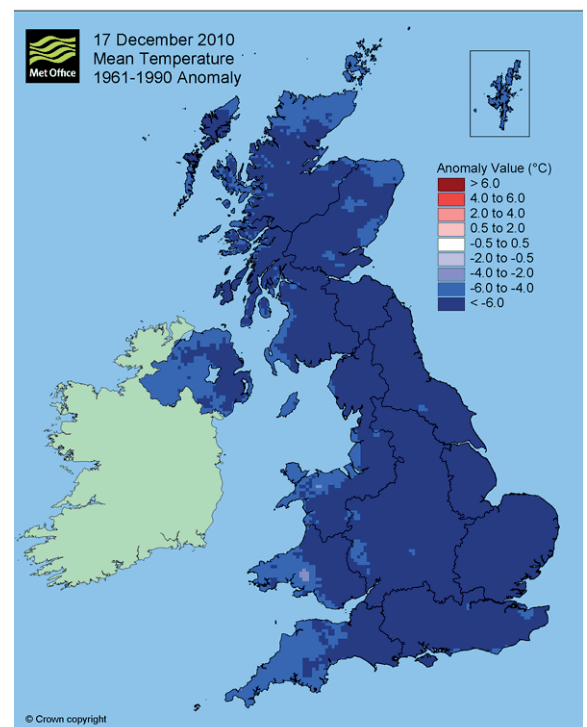 Met Office
17 December 2010
Mean Temperature
1961-1990 Anomaly
Anomaly Value (°C)
> 6.0
4.0 to 6.0
2.0 to 4.0
0.5 to 2.0
-0.5 to 0.5
-2.0 to -0.5
-4.0 to -2.0
-6.0 to -4.0
< -6.0
© Crown copyright